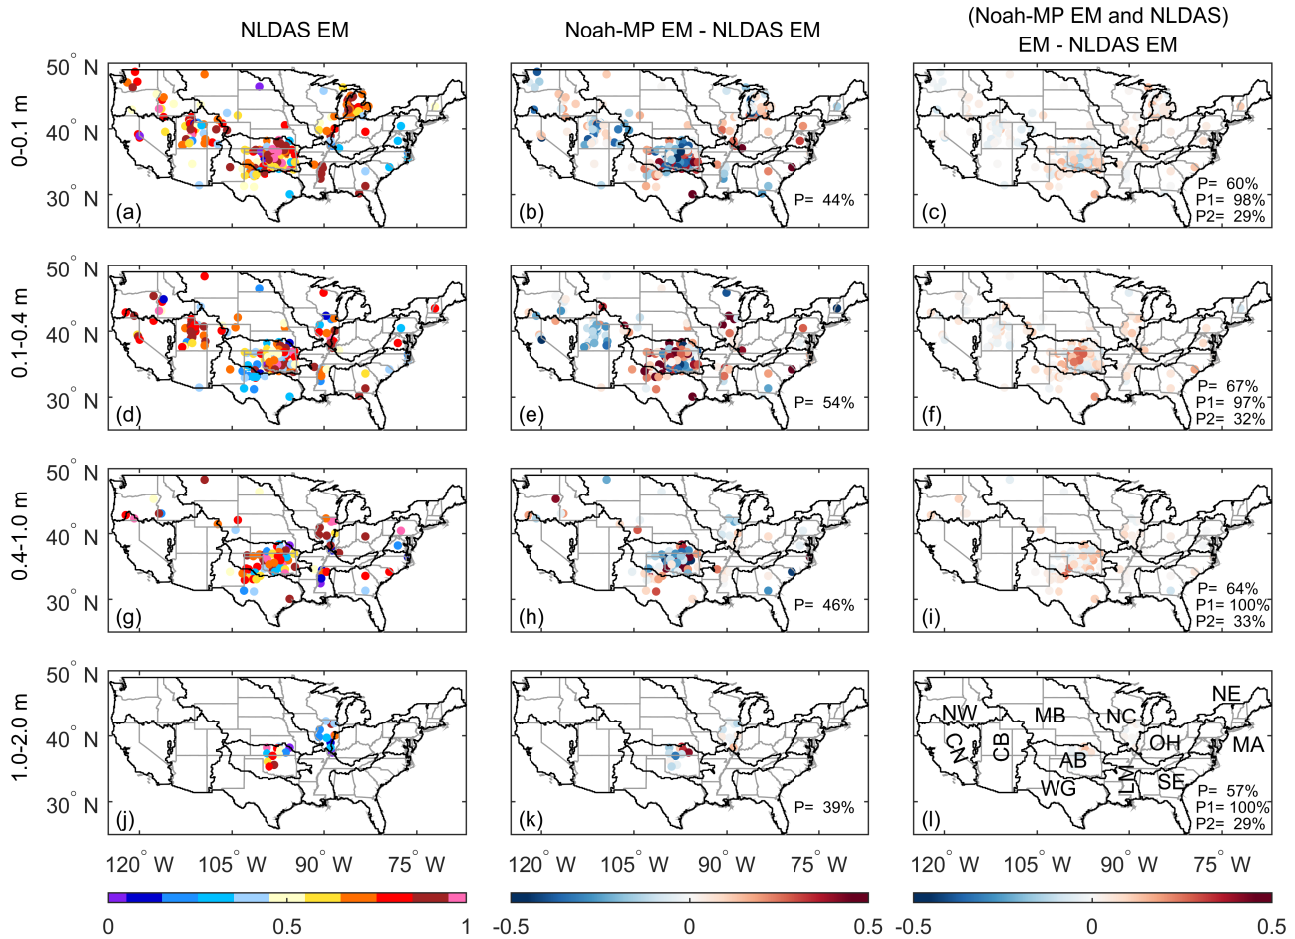 NLDAS EM
Noah-MP EM - NLDAS EM
(Noah-MP EM and NLDAS)
EM - NLDAS EM
0-0.1 m
50° N
40° N
30° N
(a)
(b)
P= 44%
(c)
P= 60%
P1= 98%
P2= 29%
0.1-0.4 m
50° N
40° N
30° N
(d)
(e)
P= 54%
(f)
P= 67%
P1= 97%
P2= 32%
0.4-1.0 m
50° N
40° N
30° N
(g)
(h)
P= 46%
(i)
P= 64%
P1= 100%
P2= 33%
1.0-2.0 m
50° N
40° N
30° N
(j)
(k)
P= 39%
(l)
NW
MB
NC
NE
CN
CB
AB
OH
MA
WG
LM
SE
P= 57%
P1= 100%
P2= 29%
120° W 105° W 90° W 75° W
120° W 105° W 90° W 75° W
120° W 105° W 90° W 75° W
0 0.5 1
-0.5 0 0.5
-0.5 0 0.5